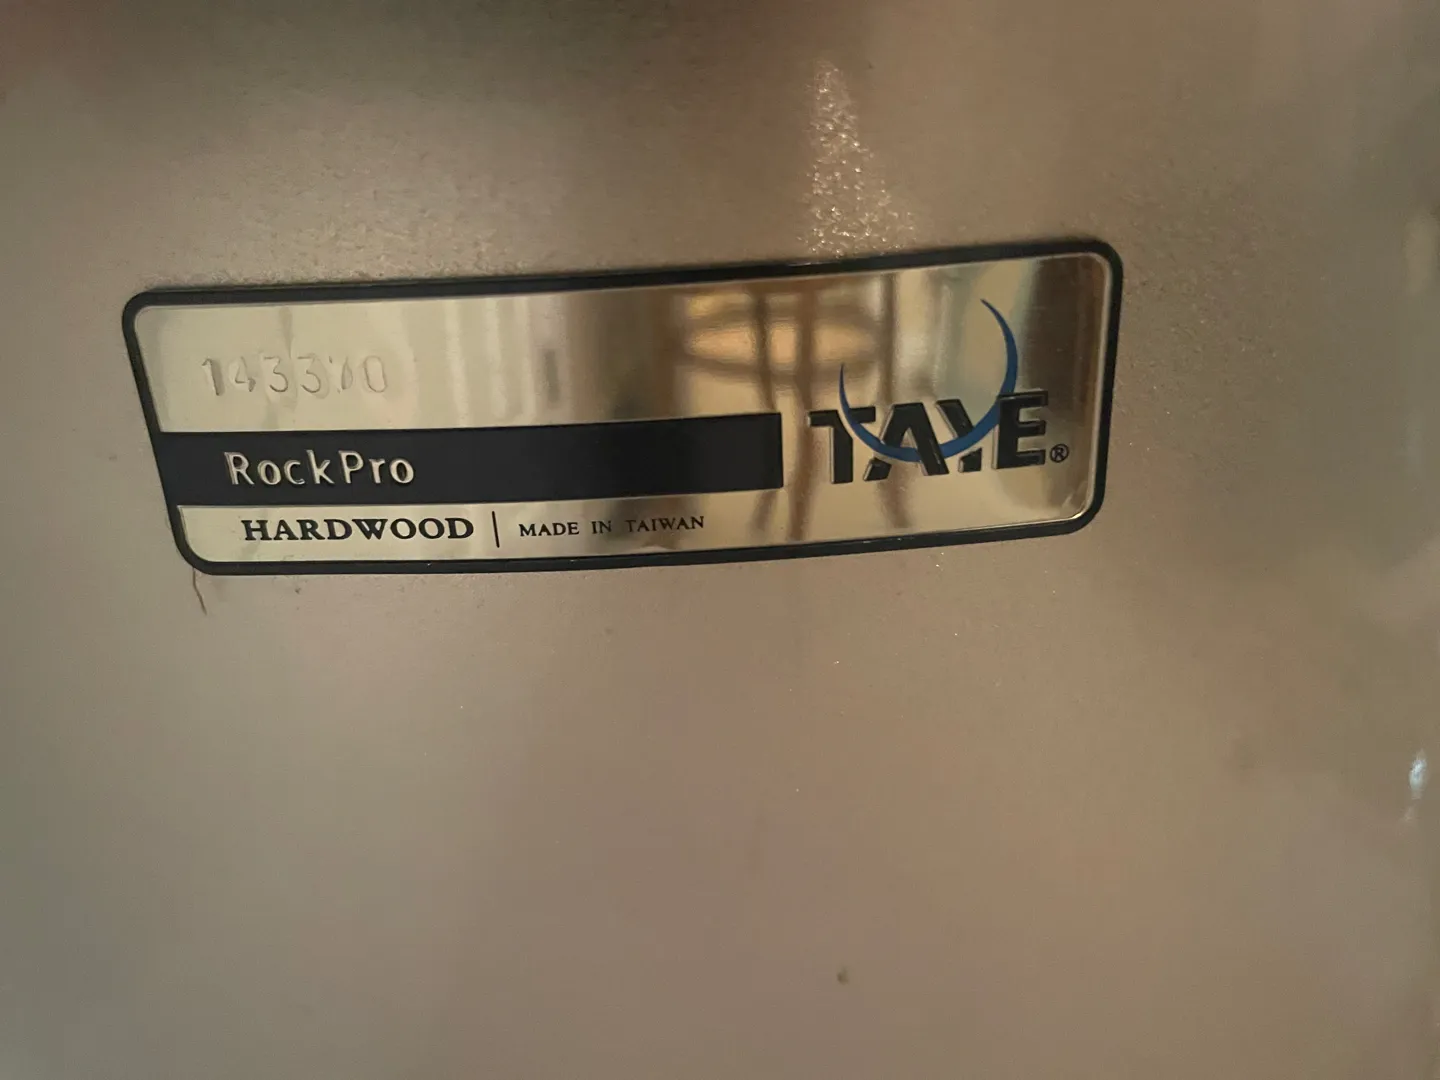 RockPro
HARDWOOD | MADE IN TAIWAN
TAYE®